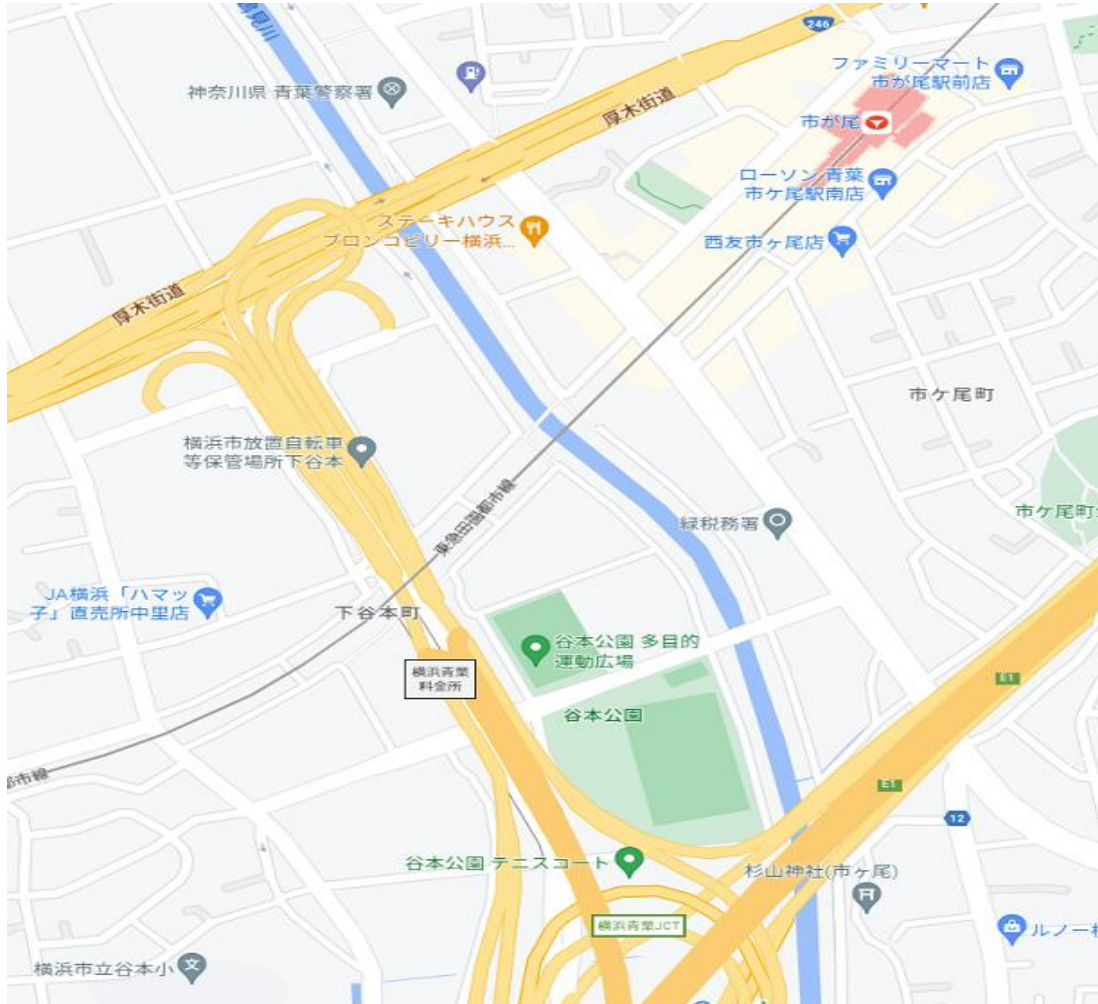 246
ファミリーマート
市が尾駅前店
神奈川県 青葉警察署
厚木街道
市が尾
ローソン 青葉
市ケ尾駅南店
ステーキハウス
ブロンコビリー横浜...
西友市ヶ尾店
厚木街道
市ケ尾町
横浜市放置自転車
等保管場所下谷本
東急田園都市線
緑税務署
市ケ尾町
JA横浜「ハマッ
子」直売所中里店
下谷本町
谷本公園 多目的
運動広場
横浜青葉
料金所
E1
谷本公園
都市線
E1
12
谷本公園 テニスコート
杉山神社(市ヶ尾)
横浜青葉JCT
ルノー
横浜市立谷本小